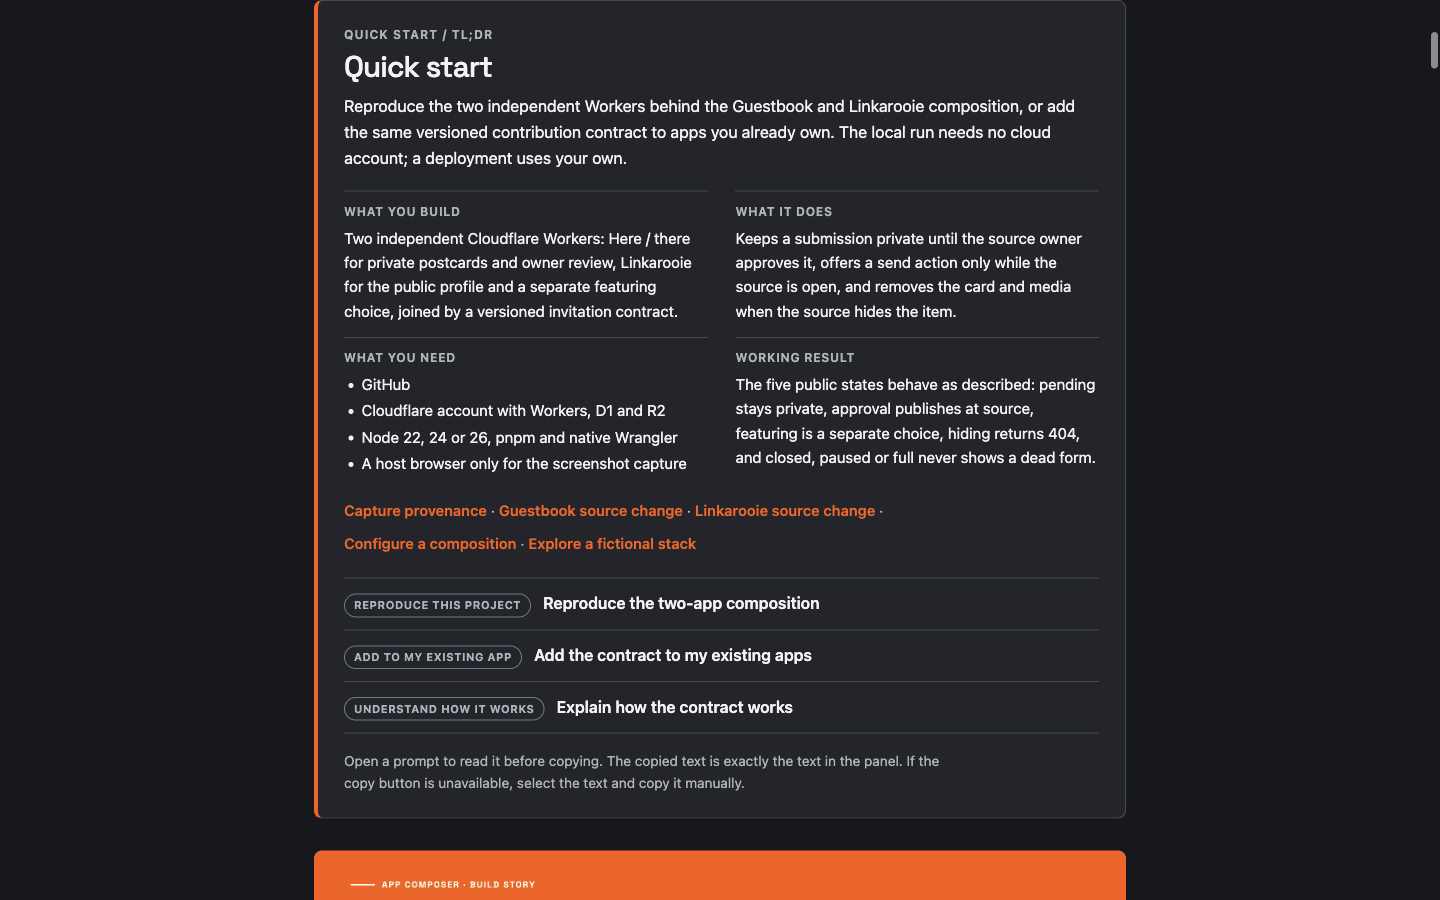 QUICK START / TL;DR
Quick start
Reproduce the two independent Workers behind the Guestbook and Linkarooie composition, or add
the same versioned contribution contract to apps you already own. The local run needs no cloud
account; a deployment uses your own.
WHAT YOU BUILD
Two independent Cloudflare Workers: Here / there
for private postcards and owner review, Linkarooie
for the public profile and a separate featuring
choice, joined by a versioned invitation contract.
WHAT IT DOES
Keeps a submission private until the source owner
approves it, offers a send action only while the
source is open, and removes the card and media
when the source hides the item.
WHAT YOU NEED
• GitHub
• Cloudflare account with Workers, D1 and R2
• Node 22, 24 or 26, pnpm and native Wrangler
• A host browser only for the screenshot capture
WORKING RESULT
The five public states behave as described: pending
stays private, approval publishes at source,
featuring is a separate choice, hiding returns 404,
and closed, paused or full never shows a dead form.
Capture provenance · Guestbook source change · Linkarooie source change ·
Configure a composition · Explore a fictional stack
REPRODUCE THIS PROJECT Reproduce the two-app composition
ADD TO MY EXISTING APP Add the contract to my existing apps
UNDERSTAND HOW IT WORKS Explain how the contract works
Open a prompt to read it before copying. The copied text is exactly the text in the panel. If the
copy button is unavailable, select the text and copy it manually.
APP COMPOSER · BUILD STORY